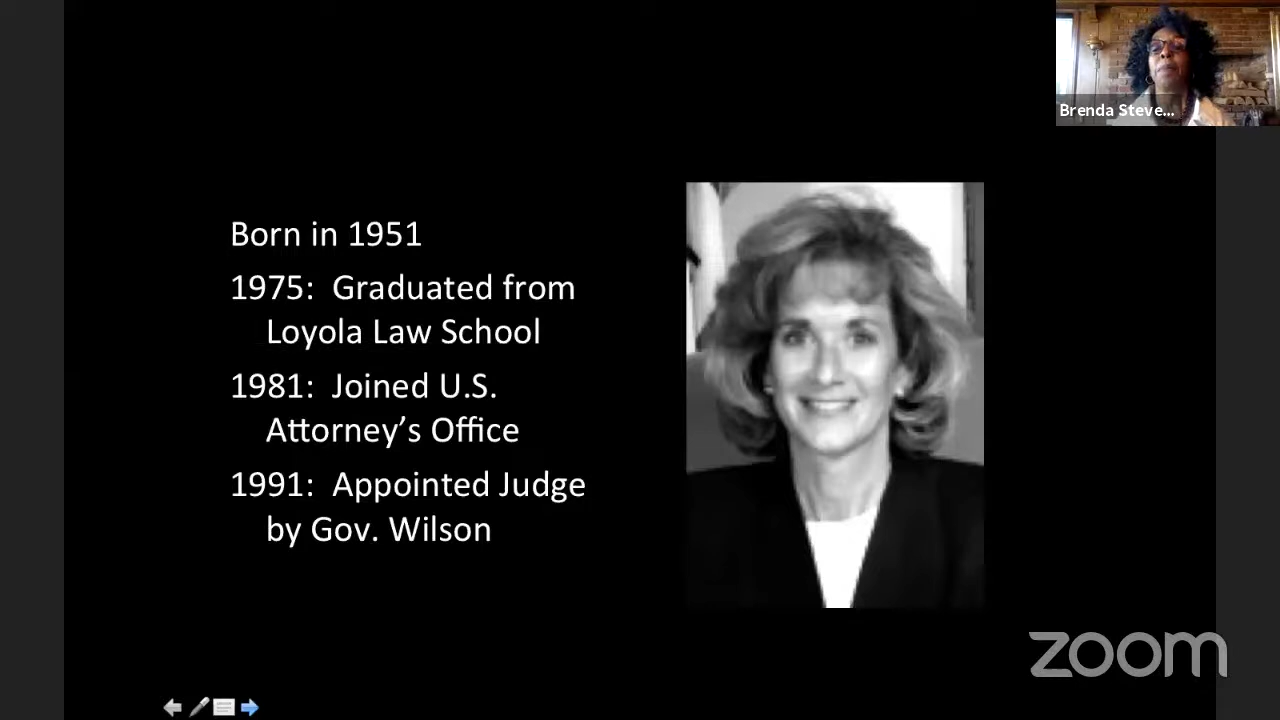 Brenda Steve...
Born in 1951
1975: Graduated from
Loyola Law School
1981: Joined U.S.
Attorney’s Office
1991: Appointed Judge
by Gov. Wilson
zoom